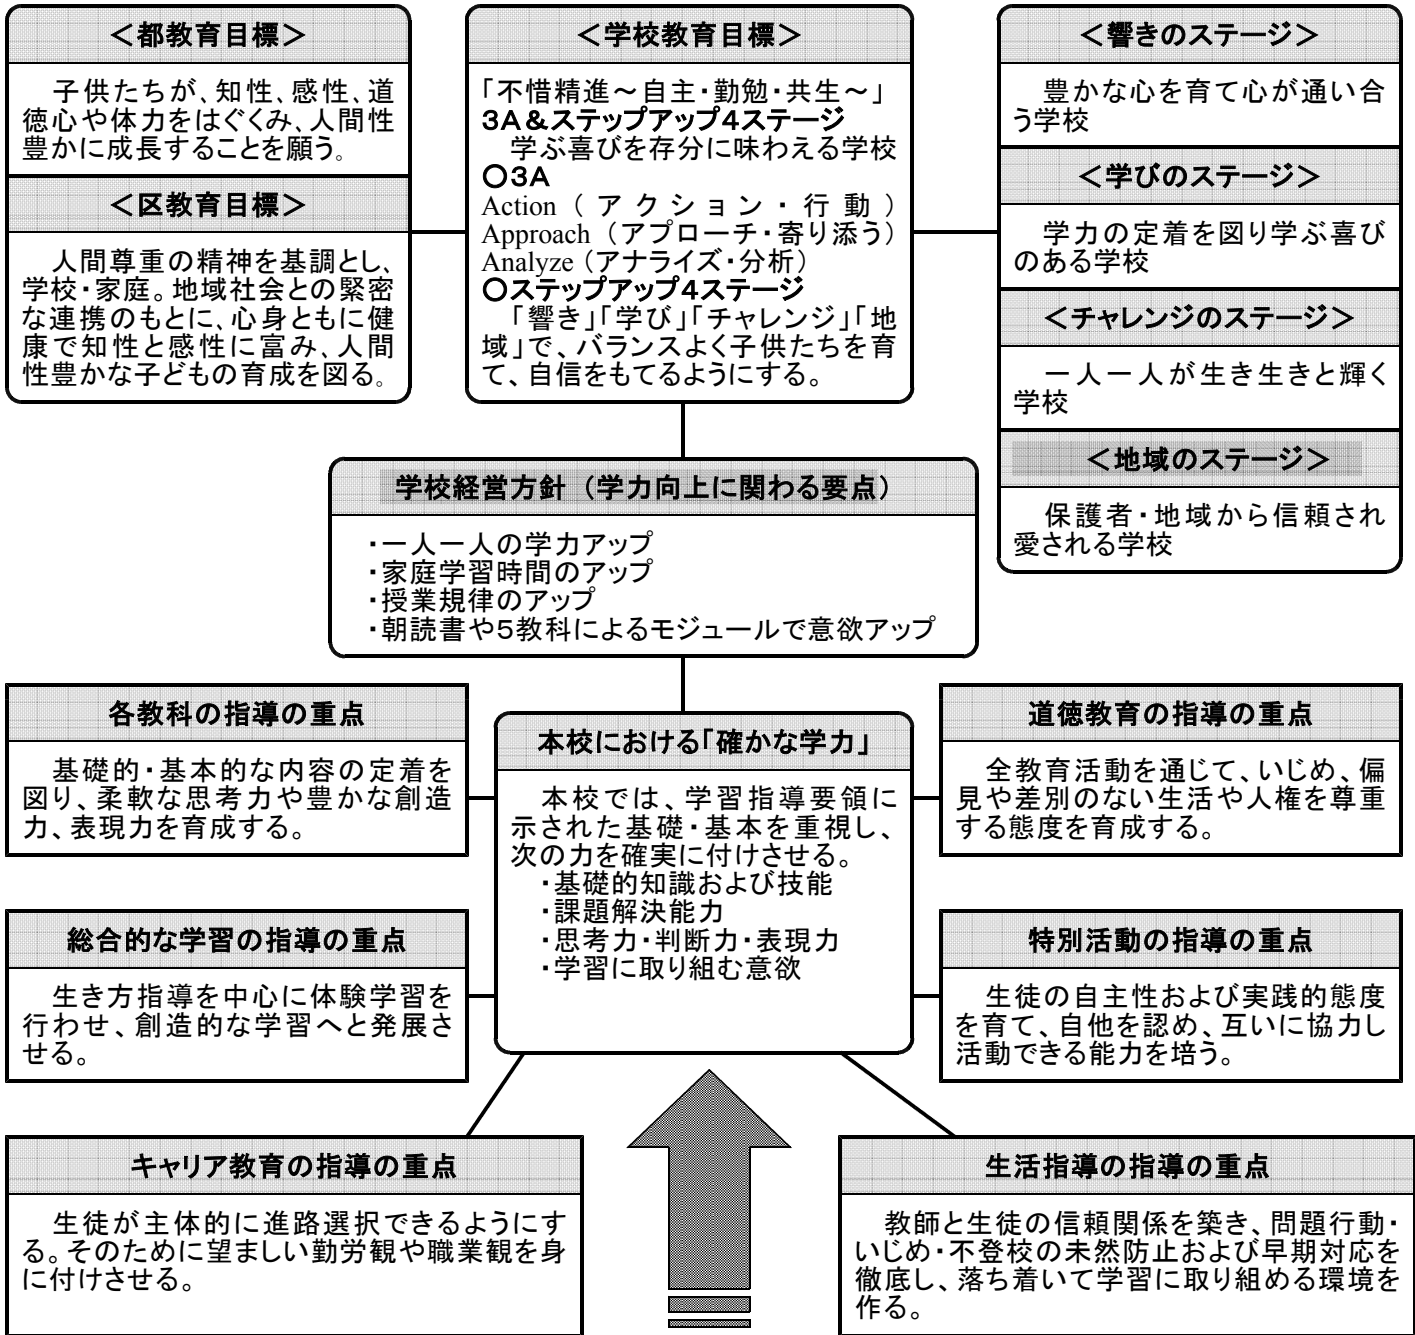 ＜都教育目標＞
子供たちが、知性、感性、道
徳心や体力をはぐくみ、人間性
豊かに成長することを願う。
＜区教育目標＞
人間尊重の精神を基調とし、
学校・家庭。地域社会との緊密
な連携のもとに、心身ともに健
康で知性と感性に富み、人間
性豊かな子どもの育成を図る。
＜学校教育目標＞
「不惜精進～自主・勤勉・共生～」
3A＆ステップアップ４ステージ
学ぶ喜びを存分に味わえる学校
○3A
Action（アクション・行動）
Approach（アプローチ・寄り添う）
Analyze（アナライズ・分析）
○ステップアップ４ステージ
「響き」「学び」「チャレンジ」「地
域」で、バランスよく子供たちを育
て、自信をもてるようにする。
＜響きのステージ＞
豊かな心を育て心が通い合
う学校
＜学びのステージ＞
学力の定着を図り学ぶ喜び
のある学校
＜チャレンジのステージ＞
一人一人が生き生きと輝く
学校
＜地域のステージ＞
保護者・地域から信頼され
愛される学校
学校経営方針（学力向上に関わる要点）
・一人一人の学力アップ
・家庭学習時間のアップ
・授業規律のアップ
・朝読書や５教科によるモジュールで意欲アップ
各教科の指導の重点
基礎的・基本的な内容の定着を
図り、柔軟な思考力や豊かな創造
力、表現力を育成する。
本校における「確かな学力」
本校では、学習指導要領に
示された基礎・基本を重視し、
次の力を確実に付けさせる。
・基礎的知識および技能
・課題解決能力
・思考力・判断力・表現力
・学習に取り組む意欲
道徳教育の指導の重点
全教育活動を通じて、いじめ、偏
見や差別のない生活や人権を尊重
する態度を育成する。
総合的な学習の指導の重点
生き方指導を中心に体験学習を
行わせ、創造的な学習へと発展さ
せる。
特別活動の指導の重点
生徒の自主性および実践的態度
を育て、自他を認め、互いに協力し
活動できる能力を培う。
キャリア教育の指導の重点
生徒が主体的に進路選択できるようにす
る。そのために望ましい勤労観や職業観を身
に付けさせる。
生活指導の指導の重点
教師と生徒の信頼関係を築き、問題行動・
いじめ・不登校の未然防止および早期対応を
徹底し、落ち着いて学習に取り組める環境を
作る。